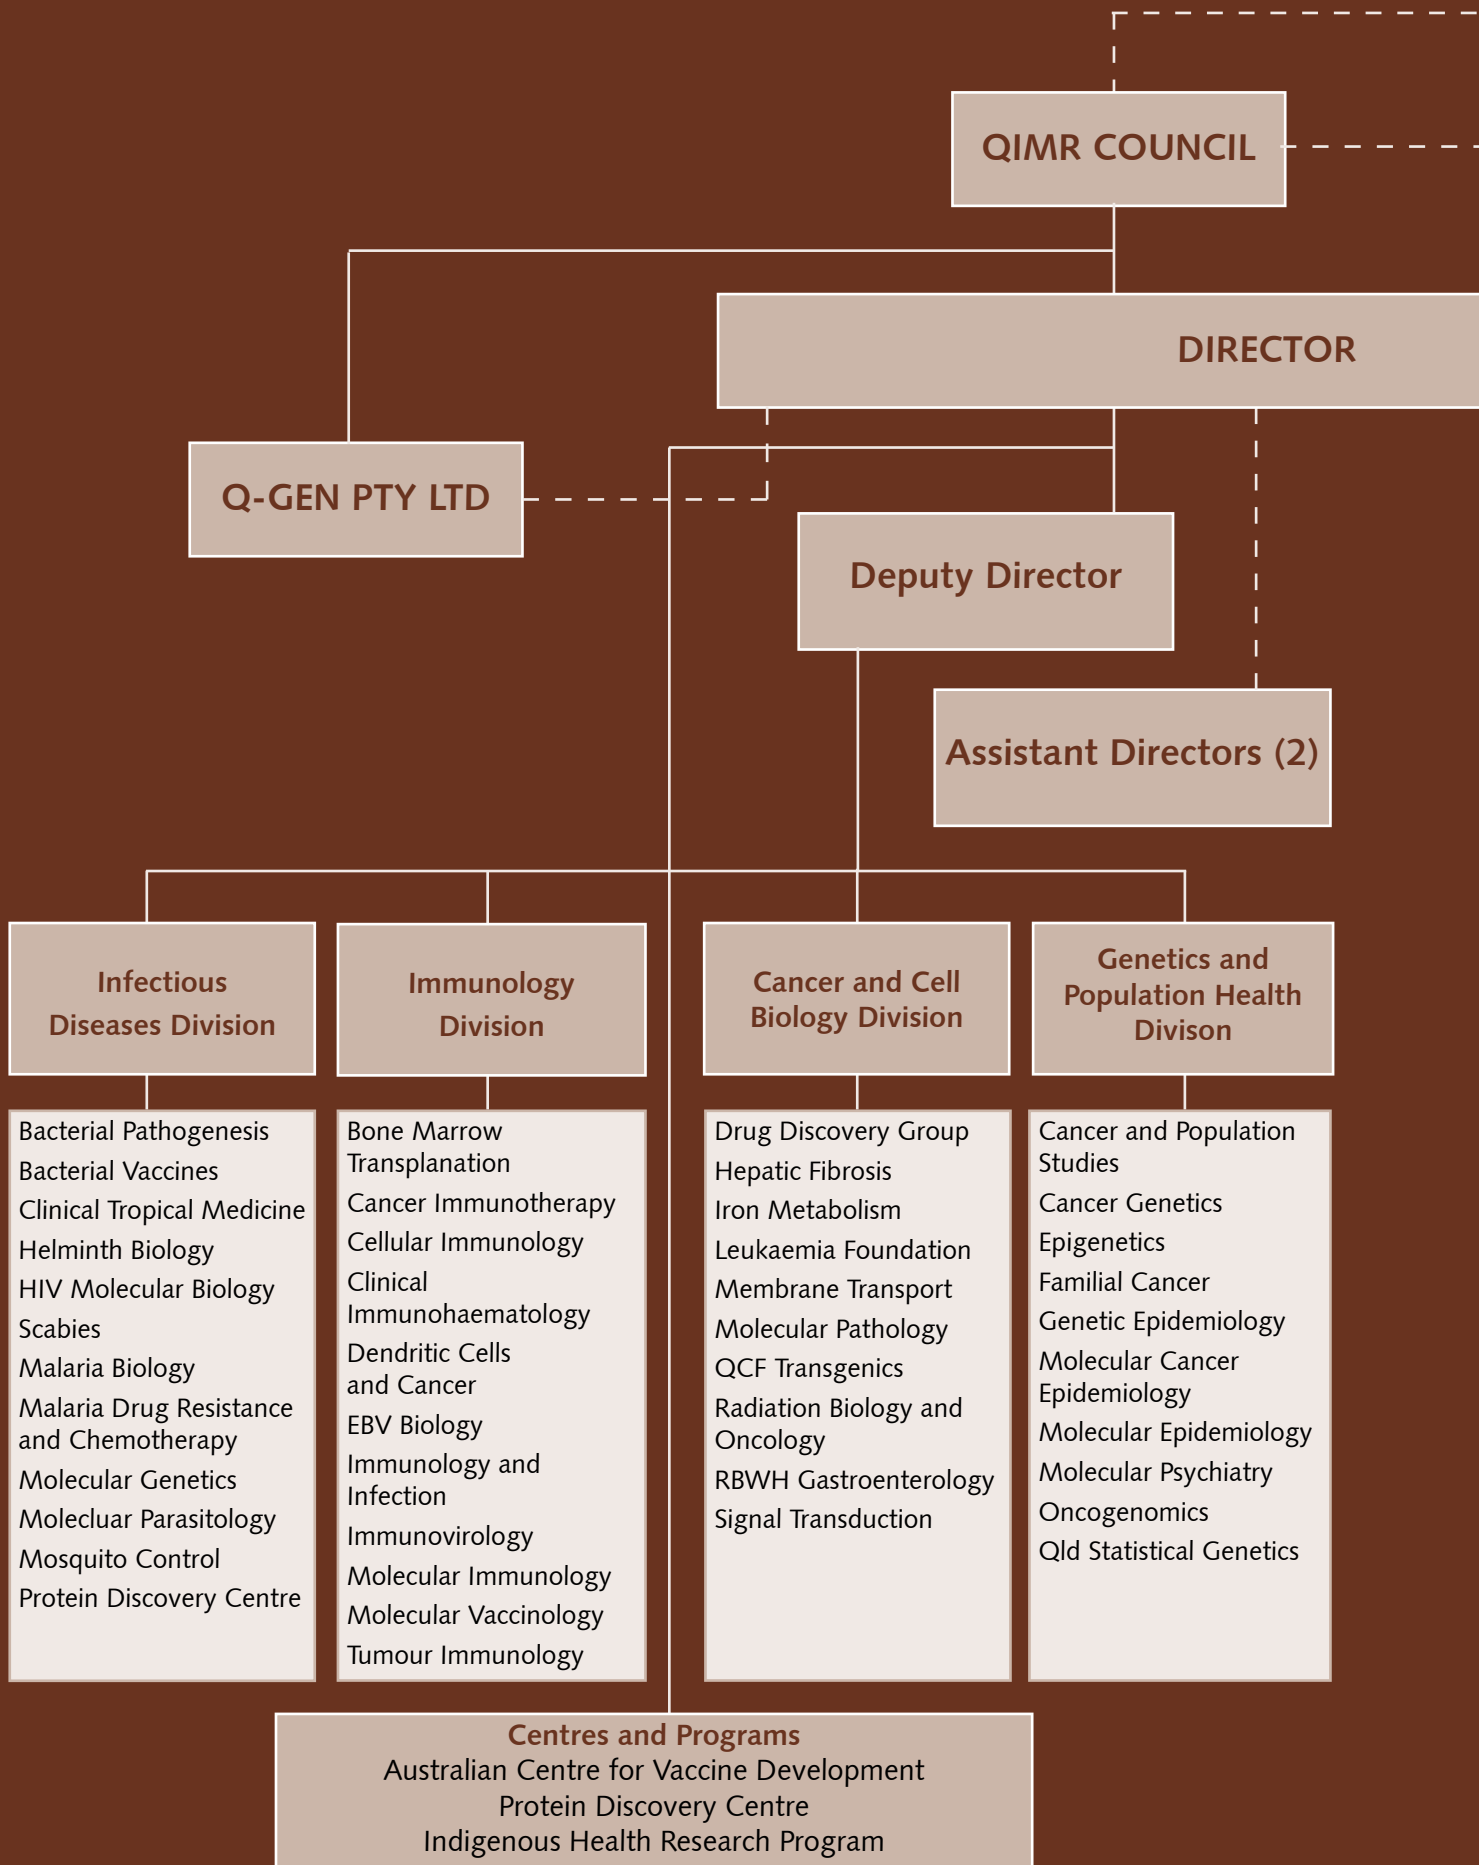 QIMR COUNCIL
DIRECTOR
Q-GEN PTY LTD
Deputy Director
Assistant Directors (2)
Infectious
Diseases Division
Immunology
Division
Cancer and Cell
Biology Division
Genetics and
Population Health
Divison
Bacterial Pathogenesis
Bacterial Vaccines
Clinical Tropical Medicine
Helminth Biology
HIV Molecular Biology
Scabies
Malaria Biology
Malaria Drug Resistance
and Chemotherapy
Molecular Genetics
Molecluar Parasitology
Mosquito Control
Protein Discovery Centre
Bone Marrow
Transplanation
Cancer Immunotherapy
Cellular Immunology
Clinical
Immunohaematology
Dendritic Cells
and Cancer
EBV Biology
Immunology and
Infection
Immunovirology
Molecular Immunology
Molecular Vaccinology
Tumour Immunology
Drug Discovery Group
Hepatic Fibrosis
Iron Metabolism
Leukaemia Foundation
Membrane Transport
Molecular Pathology
QCF Transgenics
Radiation Biology and
Oncology
RBWH Gastroenterology
Signal Transduction
Cancer and Population
Studies
Cancer Genetics
Epigenetics
Familial Cancer
Genetic Epidemiology
Molecular Cancer
Epidemiology
Molecular Epidemiology
Molecular Psychiatry
Oncogenomics
Qld Statistical Genetics
Centres and Programs
Australian Centre for Vaccine Development
Protein Discovery Centre
Indigenous Health Research Program